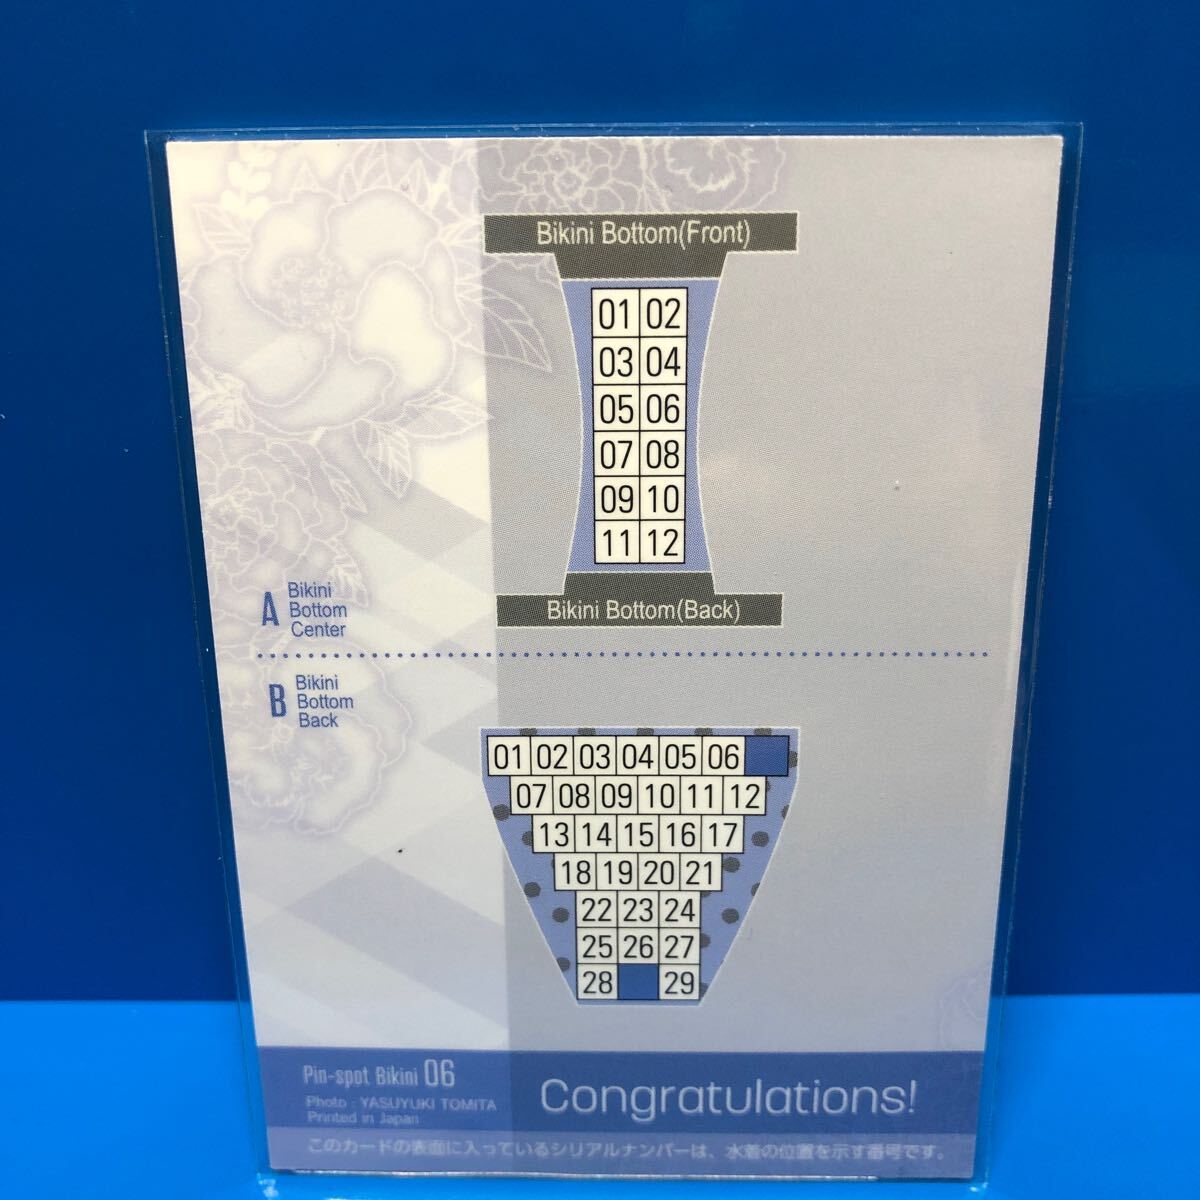 Bikini Bottom(Front)
01 02
03 04
05 06
07 08
09 10
11 12
Bikini Bottom(Back)
A Bikini
Bottom
Center
B Bikini
Bottom
Back
01 02 03 04 05 06
07 08 09 10 11 12
13 14 15 16 17
18 19 20 21
22 23 24
25 26 27
28 29
Pin-spot Bikini 06
Photo : YASUYUKI TOMITA
Printed in Japan
Congratulations!
このカードの表面に入っているシリアルナンバーは、水着の位置を示す番号です。